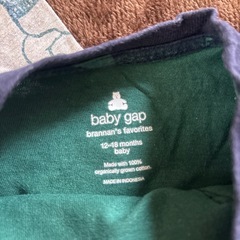 baby gap
brannan's favorites
12-18 months
baby
Made with 100%
organically grown cotton.
MADE IN INDONESIA